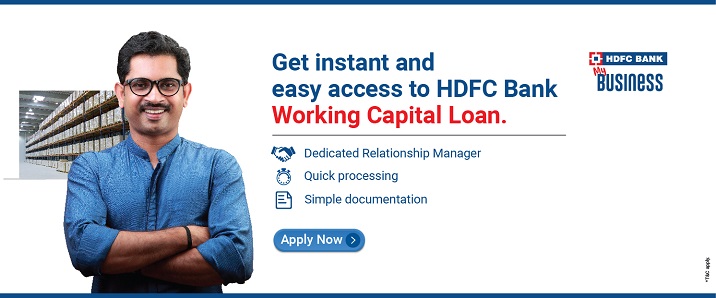 Get instant and
easy access to HDFC Bank
Working Capital Loan.
Dedicated Relationship Manager
Quick processing
Simple documentation
Apply Now
HDFC BANK
My
BUSINESS
*T&C apply